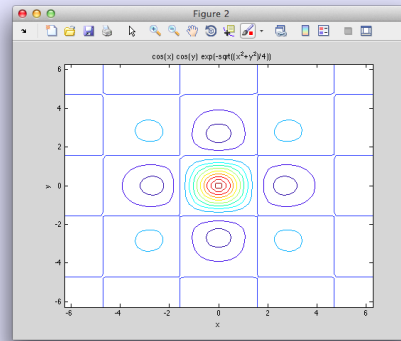 Figure 2
cos(x) cos(y) exp(-sqrt((x²+y²)/4))
6
4
2
y
0
-2
-4
-6
-6 -4 -2 0 2 4 6
x